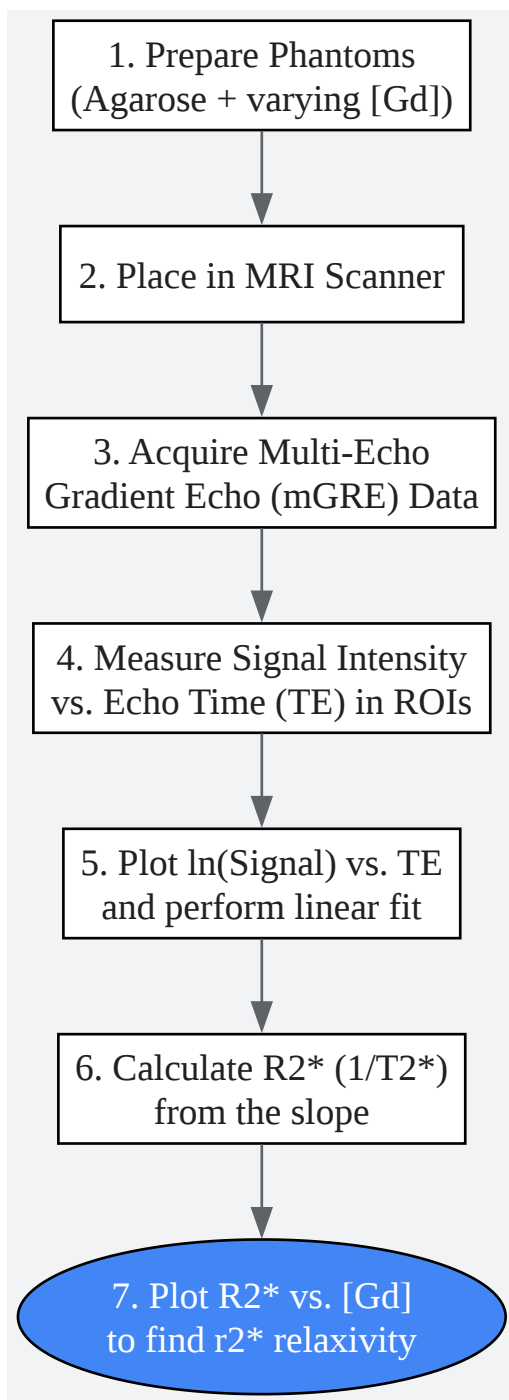 1. Prepare Phantoms
(Agarose + varying [Gd])
2. Place in MRI Scanner
3. Acquire Multi-Echo
Gradient Echo (mGRE) Data
4. Measure Signal Intensity
vs. Echo Time (TE) in ROIs
5. Plot ln(Signal) vs. TE
and perform linear fit
6. Calculate R2* (1/T2*)
from the slope
7. Plot R2* vs. [Gd]
to find r2* relaxivity